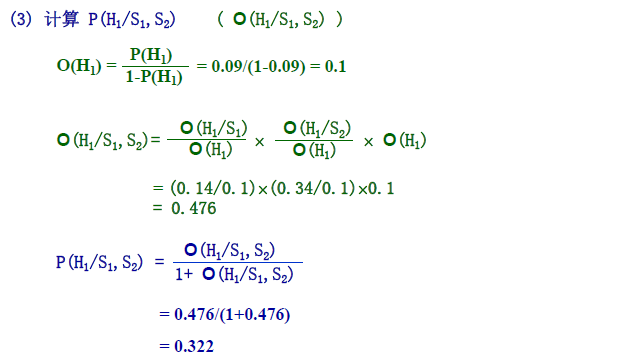 (3) 计算 P(H₁/S₁,S₂) ( O(H₁/S₁,S₂) )
O(H₁) = P(H₁) / 1-P(H₁) = 0.09/(1-0.09) = 0.1
O(H₁/S₁,S₂)= O(H₁/S₁) / O(H₁) × O(H₁/S₂) / O(H₁) × O(H₁)
= (0.14/0.1)×(0.34/0.1)×0.1
= 0.476
P(H₁/S₁,S₂) = O(H₁/S₁,S₂) / 1+ O(H₁/S₁,S₂)
= 0.476/(1+0.476)
= 0.322